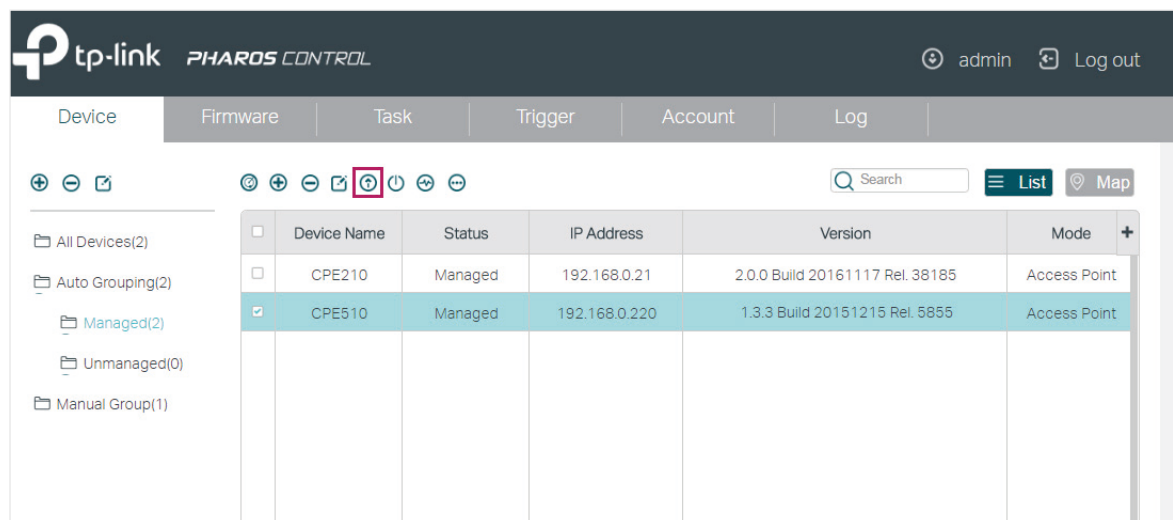 tp-link PHAROS CONTROL
admin Log out
Device Firmware Task Trigger Account Log
Search List Map
All Devices(2)
Auto Grouping(2)
Managed(2)
Unmanaged(0)
Manual Group(1)
Device Name Status IP Address Version Mode +
CPE210 Managed 192.168.0.21 2.0.0 Build 20161117 Rel. 38185 Access Point
CPE510 Managed 192.168.0.220 1.3.3 Build 20151215 Rel. 5855 Access Point